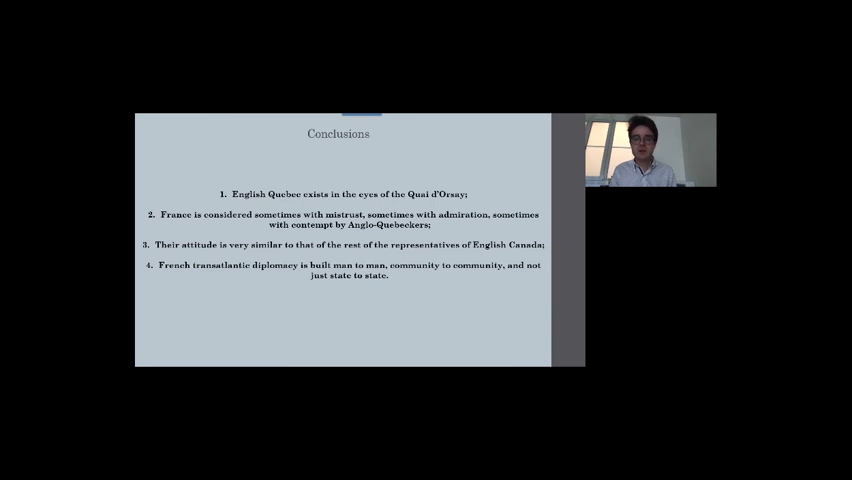 Conclusions
1. English Quebec exists in the eyes of the Quai d'Orsay;
2. France is considered sometimes with mistrust, sometimes with admiration, sometimes
with contempt by Anglo-Quebeckers;
3. Their attitude is very similar to that of the rest of the representatives of English Canada;
4. French transatlantic diplomacy is built man to man, community to community, and not
just state to state.